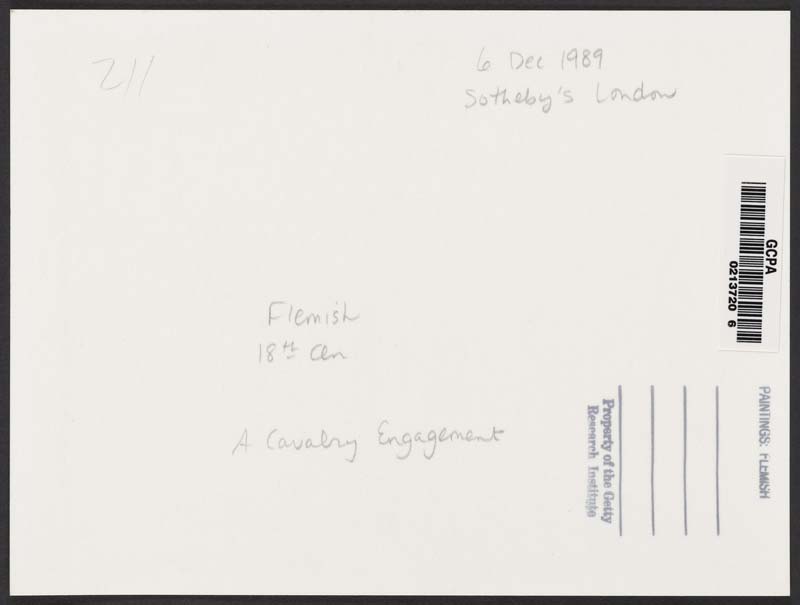 211
6 Dec 1989
Sotheby's London
GCPA
0213720 6
Flemish
18th Cen
A Cavalry Engagement
PAINTINGS: FLEMISH
Property of the Getty
Research Institute